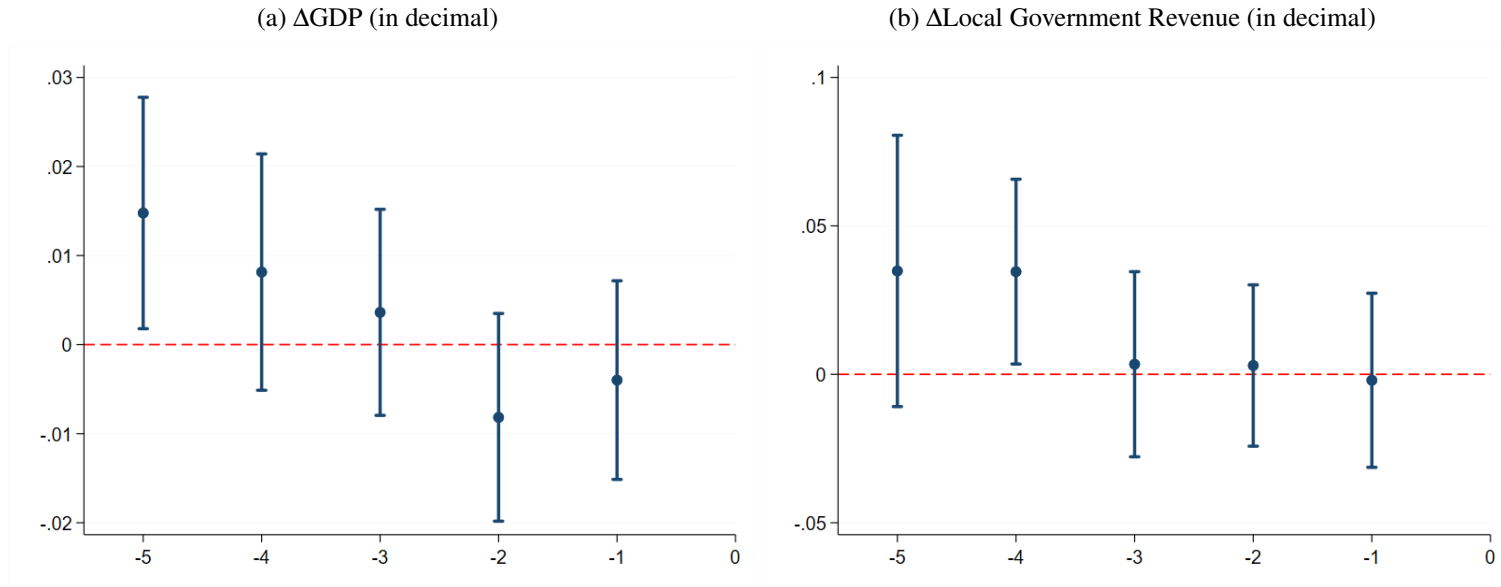 (a) ΔGDP (in decimal)
.03
.02
.01
0
-.01
-.02
-5 -4 -3 -2 -1 0
(b) ΔLocal Government Revenue (in decimal)
.1
.05
0
-.05
-5 -4 -3 -2 -1 0